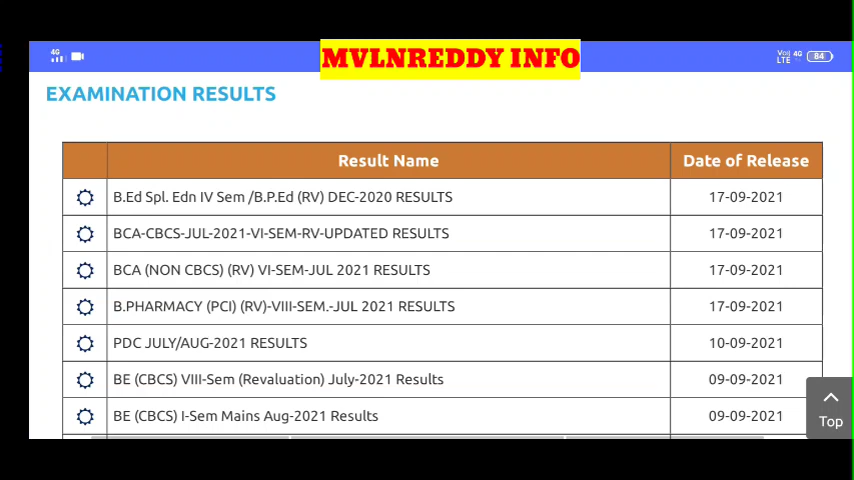 4G
MVLNREDDY INFO
Voll 4G
LTE
84
EXAMINATION RESULTS
Result Name Date of Release
B.Ed Spl. Edn IV Sem /B.P.Ed (RV) DEC-2020 RESULTS 17-09-2021
BCA-CBCS-JUL-2021-VI-SEM-RV-UPDATED RESULTS 17-09-2021
BCA (NON CBCS) (RV) VI-SEM-JUL 2021 RESULTS 17-09-2021
B.PHARMACY (PCI) (RV)-VIII-SEM.-JUL 2021 RESULTS 17-09-2021
PDC JULY/AUG-2021 RESULTS 10-09-2021
BE (CBCS) VIII-Sem (Revaluation) July-2021 Results 09-09-2021
BE (CBCS) I-Sem Mains Aug-2021 Results 09-09-2021
Top